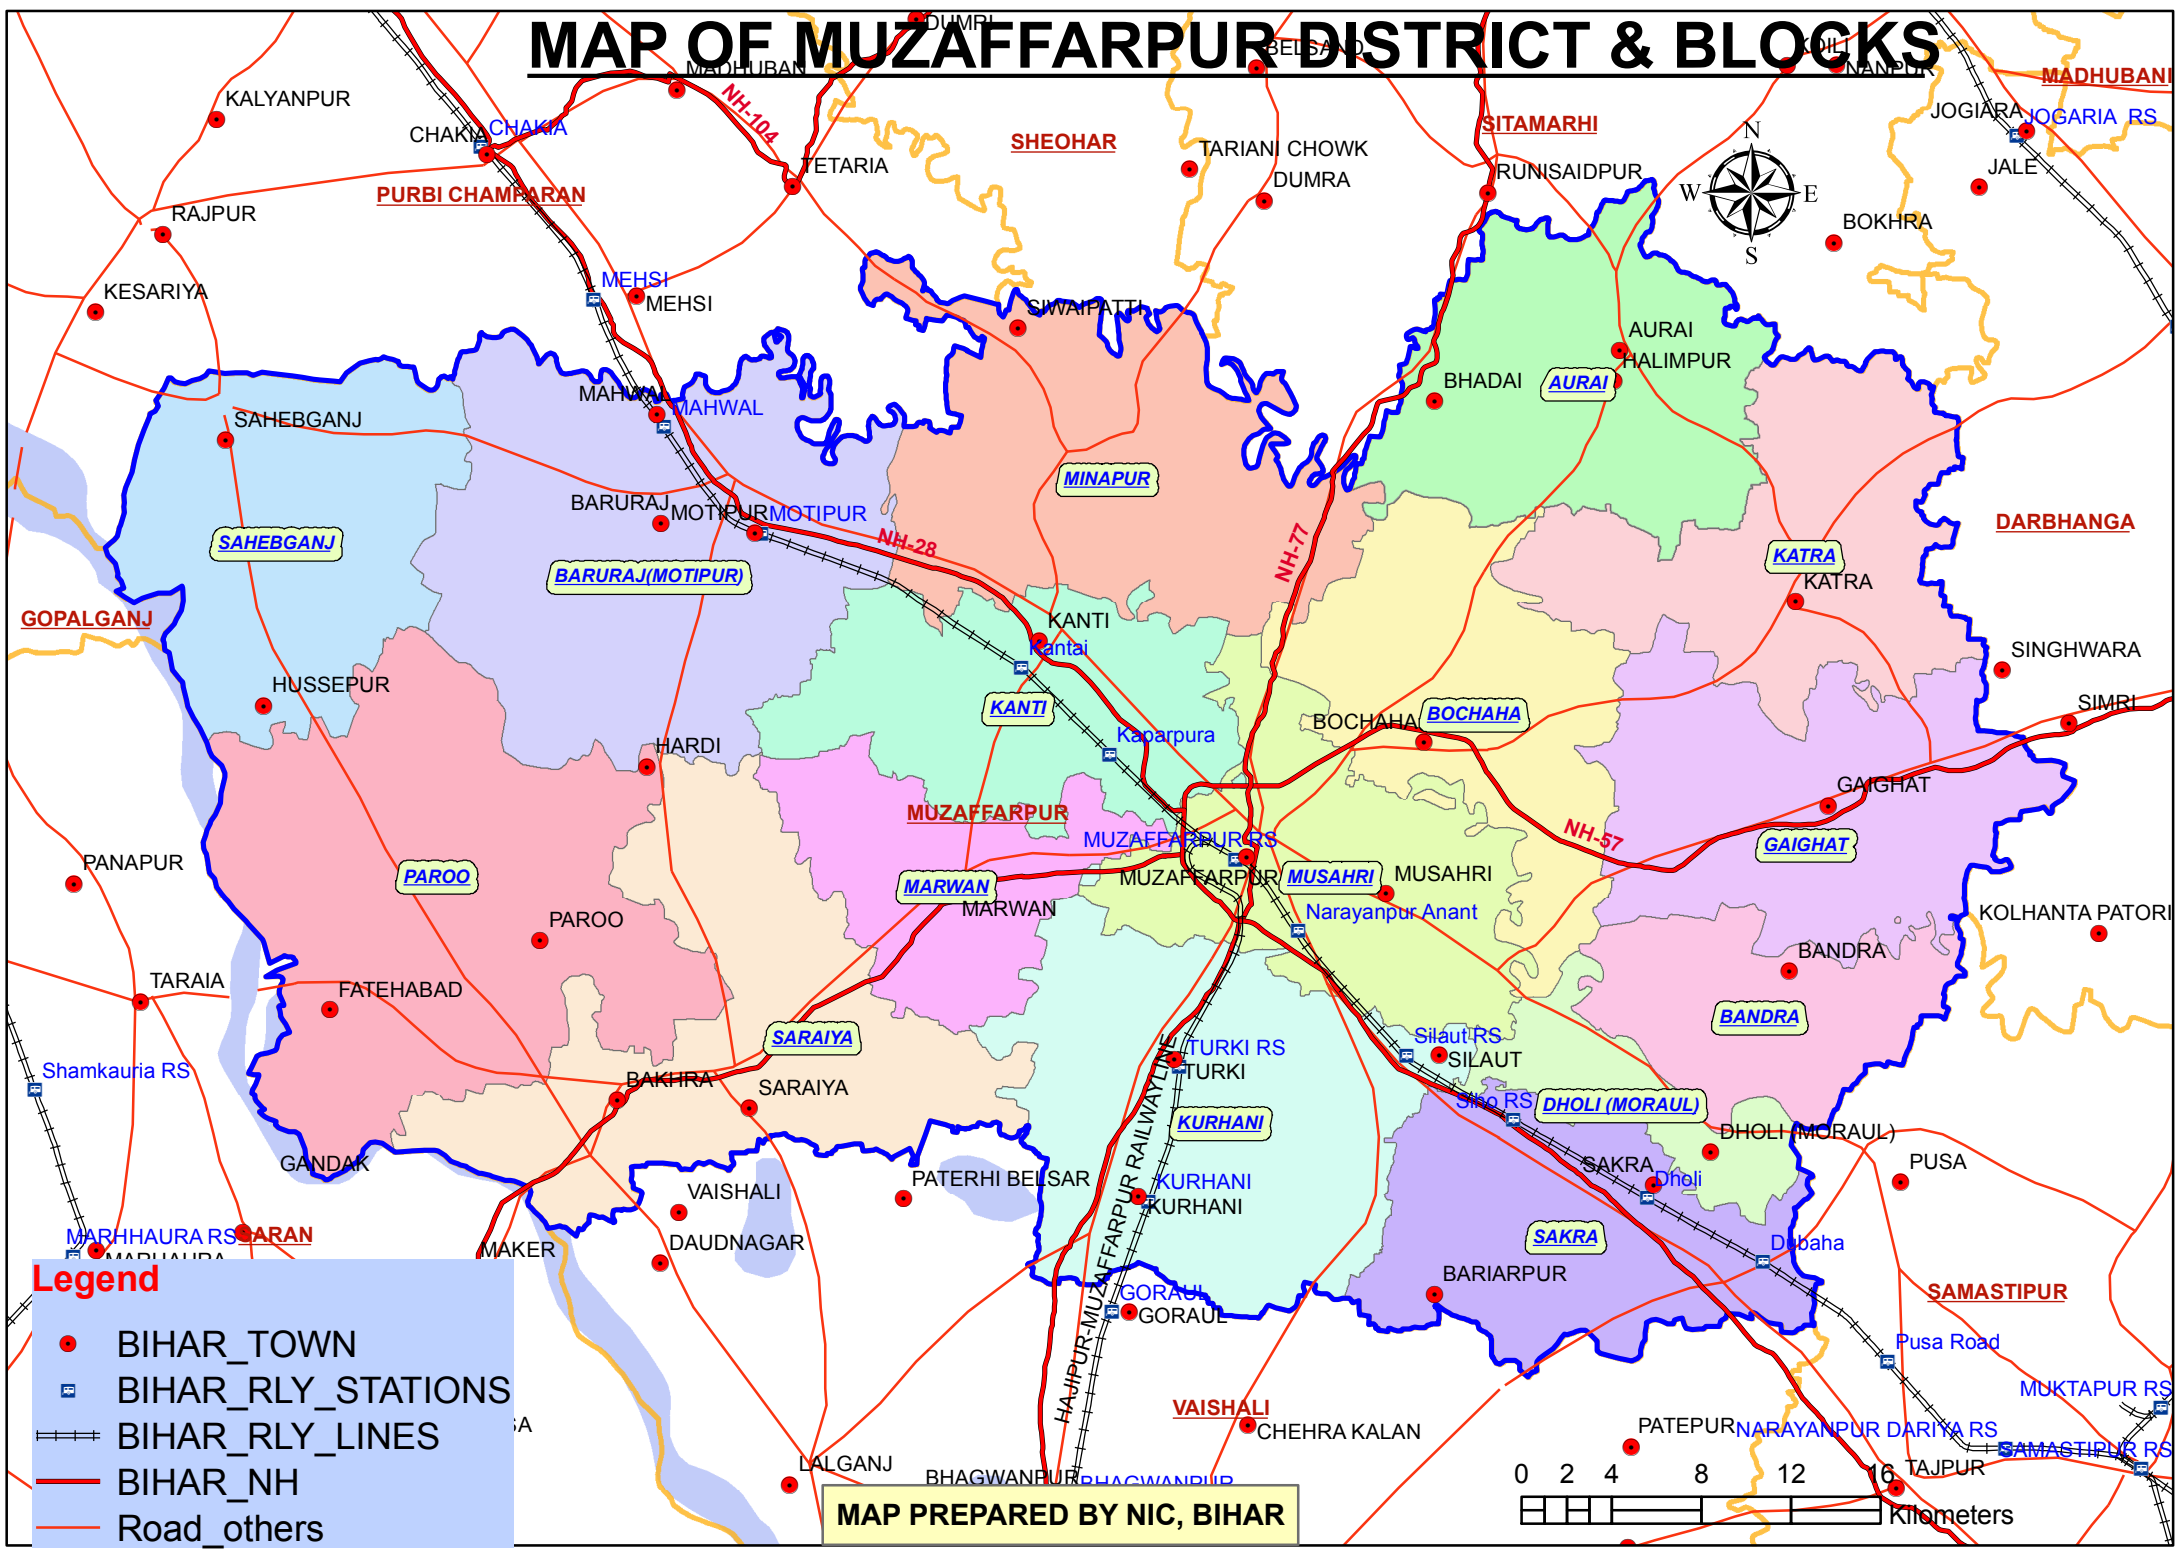 MAP OF MUZAFFARPUR DISTRICT & BLOCKS
DUMRI
MADHUBAN
BELSAND
NANPUR
MADHUBANI
KALYANPUR
CHAKIA
CHAKIA
NH-104
SHEOHAR
TARIANI CHOWK
SITAMARHI
N
JOGIARA
JOGARIA RS
TETARIA
DUMRA
RUNISAIDPUR
JALE
PURBI CHAMPARAN
W
E
S
RAJPUR
BOKHRA
KESARIYA
MEHSI
MEHSI
SIWAIPATTI
AURAI
HALIMPUR
BHADAI
AURAI
MAHWAL
MAHWAL
SAHEBGANJ
MINAPUR
BARURAJ
MOTIPUR
MOTIPUR
DARBHANGA
SAHEBGANJ
NH-28
NH-77
KATRA
BARURAJ(MOTIPUR)
KATRA
GOPALGANJ
KANTI
Kantai
SINGHWARA
HUSSEPUR
KANTI
BOCHAHA
BOCHAHA
SIMRI
HARDI
Kaparpura
GAIGHAT
MUZAFFARPUR
NH-57
MUZAFFARPUR RS
GAIGHAT
PANAPUR
PAROO
MARWAN
MUZAFFARPUR
MUSAHRI
MUSAHRI
MARWAN
Narayanpur Anant
KOLHANTA PATORI
PAROO
BANDRA
TARAIA
FATEHABAD
BANDRA
SARAIYA
Silaut RS
SILAUT
TURKI RS
TURKI
Shamkauria RS
BAKHRA
SARAIYA
Siho RS
DHOLI (MORAUL)
KURHANI
DHOLI (MORAUL)
GANDAK
VAISHALI
PATERHI BELSAR
KURHANI
KURHANI
SAKRA
Dholi
PUSA
HAJIPUR-MUZAFFARPUR RAILWAYLINE
MARHHAURA RS
SARAN
MARHAURA
MAKER
DAUDNAGAR
SAKRA
Dubaha
BARIARPUR
SAMASTIPUR
GORAUL
GORAUL
Pusa Road
Legend
BIHAR_TOWN
BIHAR_RLY_STATIONS
BIHAR_RLY_LINES
BIHAR_NH
Road_others
SA
VAISHALI
CHEHRA KALAN
MUKTAPUR RS
PATEPUR
NARAYANPUR DARIYA RS
SAMASTIPUR RS
LALGANJ
BHAGWANPUR
BHAGWANPUR
TAJPUR
0 2 4 8 12 16
Kilometers
MAP PREPARED BY NIC, BIHAR